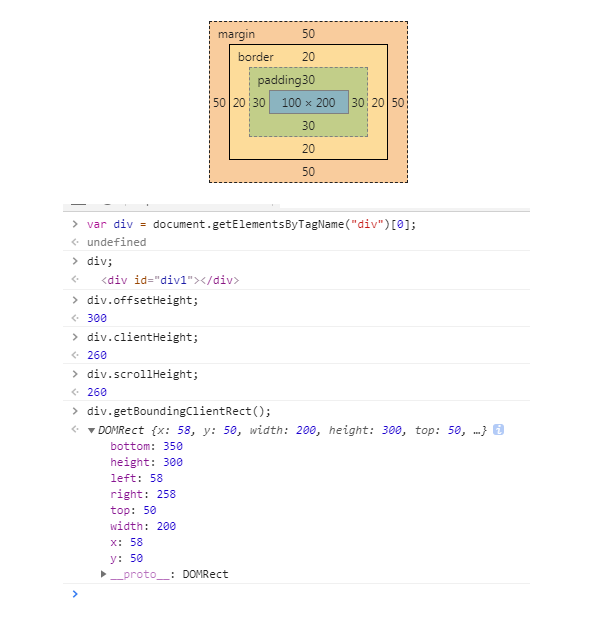 margin 50
border 20
padding30
50 20 30 100 × 200 30 20 50
30
20
50
> var div = document.getElementsByTagName("div")[0];
undefined
> div;
<div id="div1"></div>
> div.offsetHeight;
300
> div.clientHeight;
260
> div.scrollHeight;
260
> div.getBoundingClientRect();
▼DOMRect {x: 58, y: 50, width: 200, height: 300, top: 50, …}
bottom: 350
height: 300
left: 58
right: 258
top: 50
width: 200
x: 58
y: 50
▶__proto__: DOMRect
>